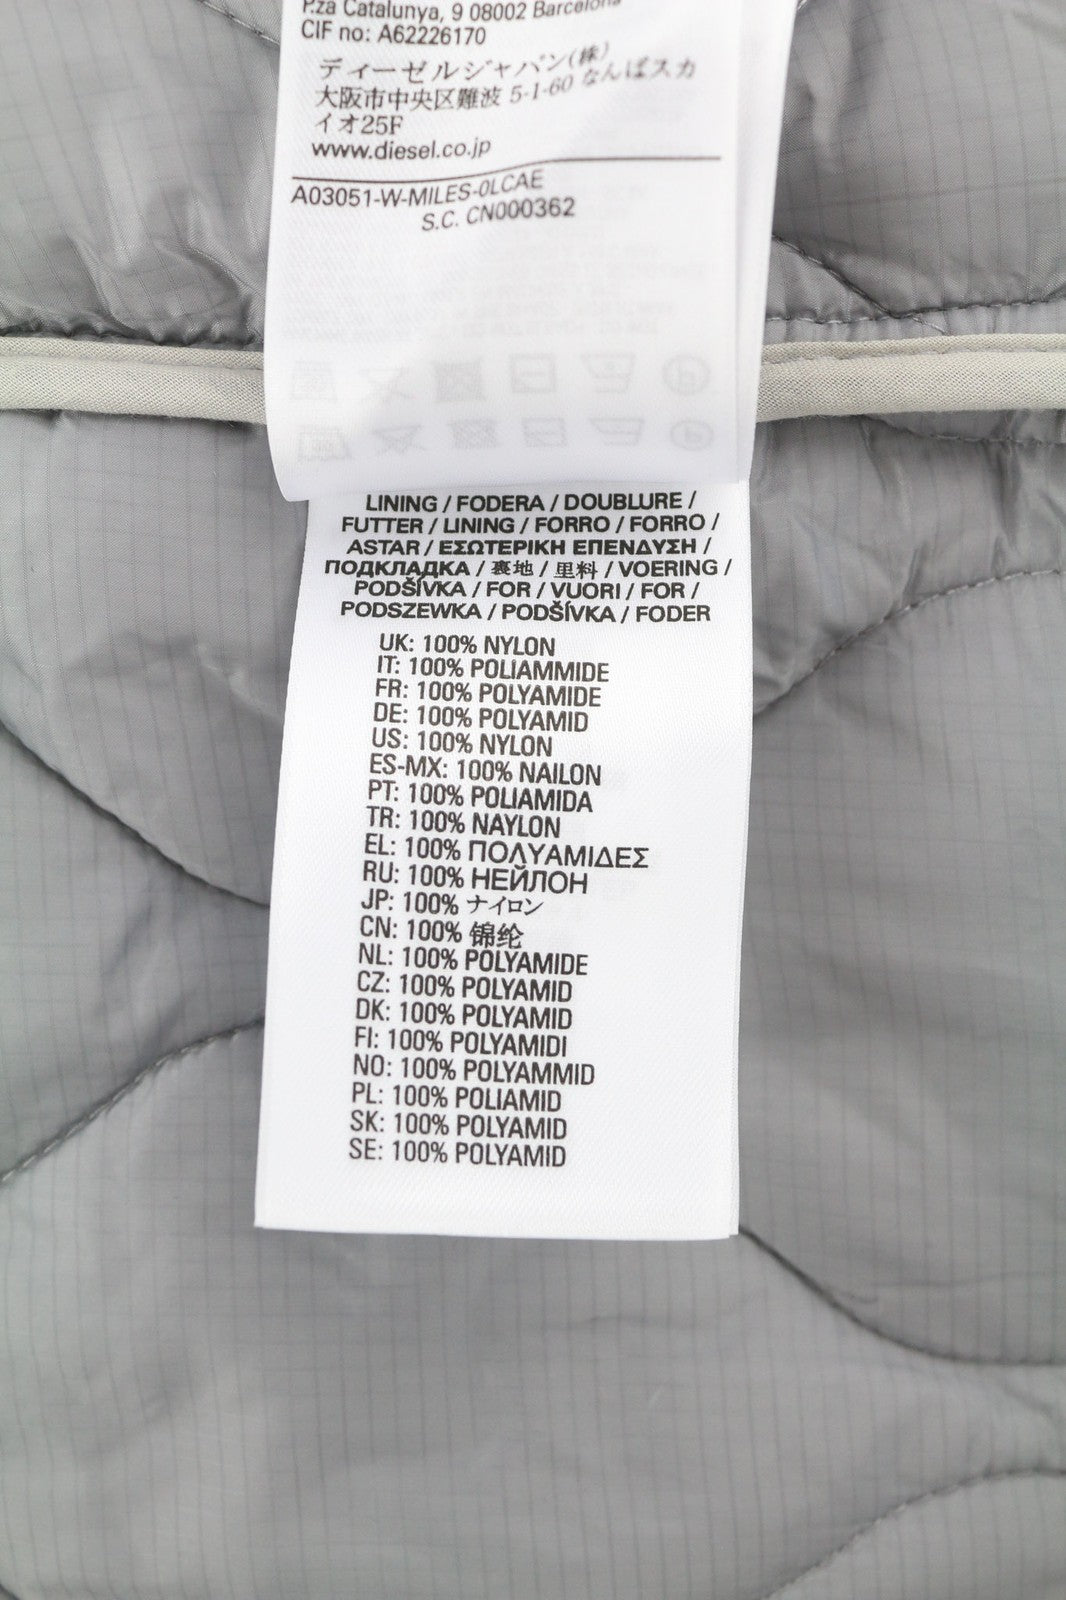 P.za Catalunya, 9 08002 Barcelona
CIF no: A62226170
ディーゼルジャパン(株)
大阪市中央区難波 5-1-60 なんばスカ
イオ25F
www.diesel.co.jp
A03051-W-MILES-0LCAE
S.C. CN000362
LINING / FODERA / DOUBLURE /
FUTTER / LINING / FORRO / FORRO /
ASTAR / ΕΣΩΤΕΡΙΚΗ ΕΠΕΝΔΥΣΗ /
ПОДКЛАДКА / 裏地 / 里料 / VOERING /
PODŠÍVKA / FOR / VUORI / FOR /
PODSZEWKA / PODŠÍVKA / FODER
UK: 100% NYLON
IT: 100% POLIAMMIDE
FR: 100% POLYAMIDE
DE: 100% POLYAMID
US: 100% NYLON
ES-MX: 100% NAILON
PT: 100% POLIAMIDA
TR: 100% NAYLON
EL: 100% ΠΟΛΥΑΜΙΔΕΣ
RU: 100% НЕЙЛОН
JP: 100% ナイロン
CN: 100% 锦纶
NL: 100% POLYAMIDE
CZ: 100% POLYAMID
DK: 100% POLYAMID
FI: 100% POLYAMIDI
NO: 100% POLYAMMID
PL: 100% POLIAMID
SK: 100% POLYAMID
SE: 100% POLYAMID